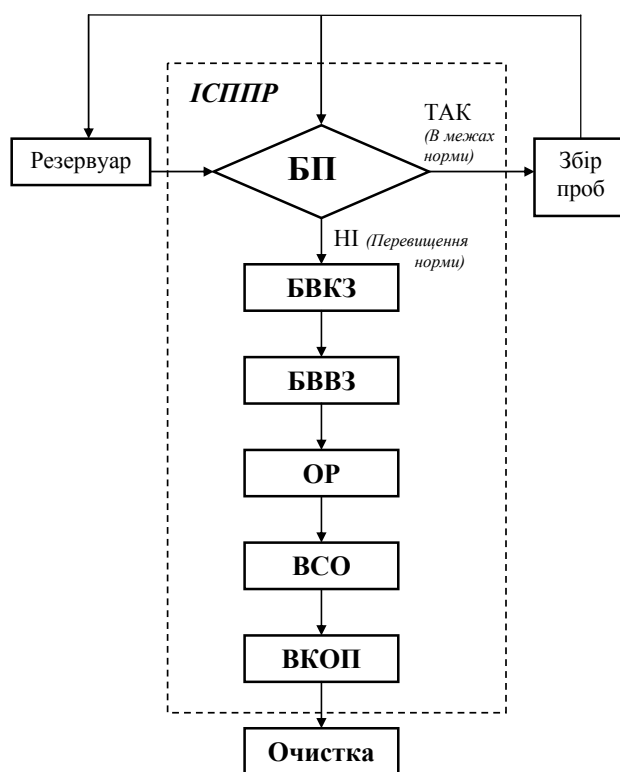 ІСППР
ТАК
(В межах
норми)
Резервуар
БП
Збір
проб
НІ (Перевищення
норми)
БВКЗ
БВВЗ
ОР
ВСО
ВКОП
Очистка